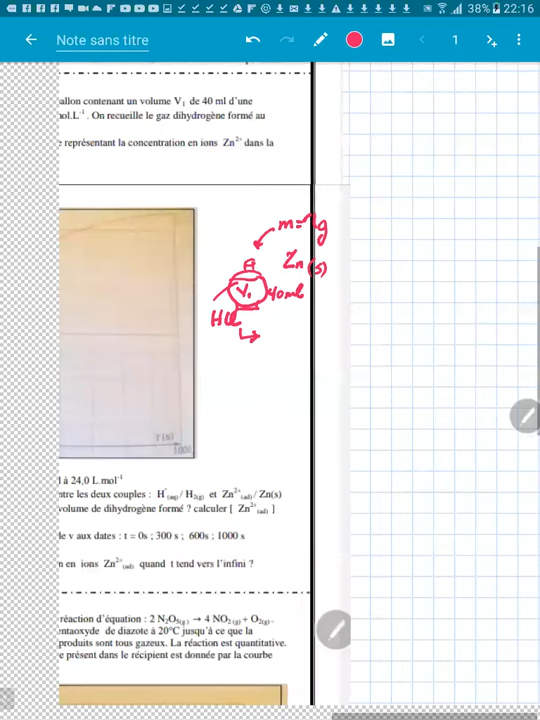 38% 22:16
Note sans titre
1
allon contenant un volume V1 de 40 ml d'une
mol.L-1. On recueille le gaz dihydrogène formé au
e représentant la concentration en ions Zn2+ dans la
g
Zn (s)
V1 40ml
HCl
T (s)
1000
l à 24,0 L.mol-1
ntre les deux couples : H+(aq)/ H2(g) et Zn2+(ad)/ Zn(s)
volume de dihydrogène formé ? calculer [ Zn2+(ad) ]
de v aux dates : t = 0s ; 300 s ; 600s ; 1000 s
n en ions Zn2+(ad) quand t tend vers l'infini ?
réaction d'équation : 2 N2O5(g) → 4 NO2 (g) + O2(g).
entaoxyde de diazote à 20°C jusqu'à ce que la
produits sont tous gazeux. La réaction est quantitative.
e présent dans le récipient est donnée par la courbe